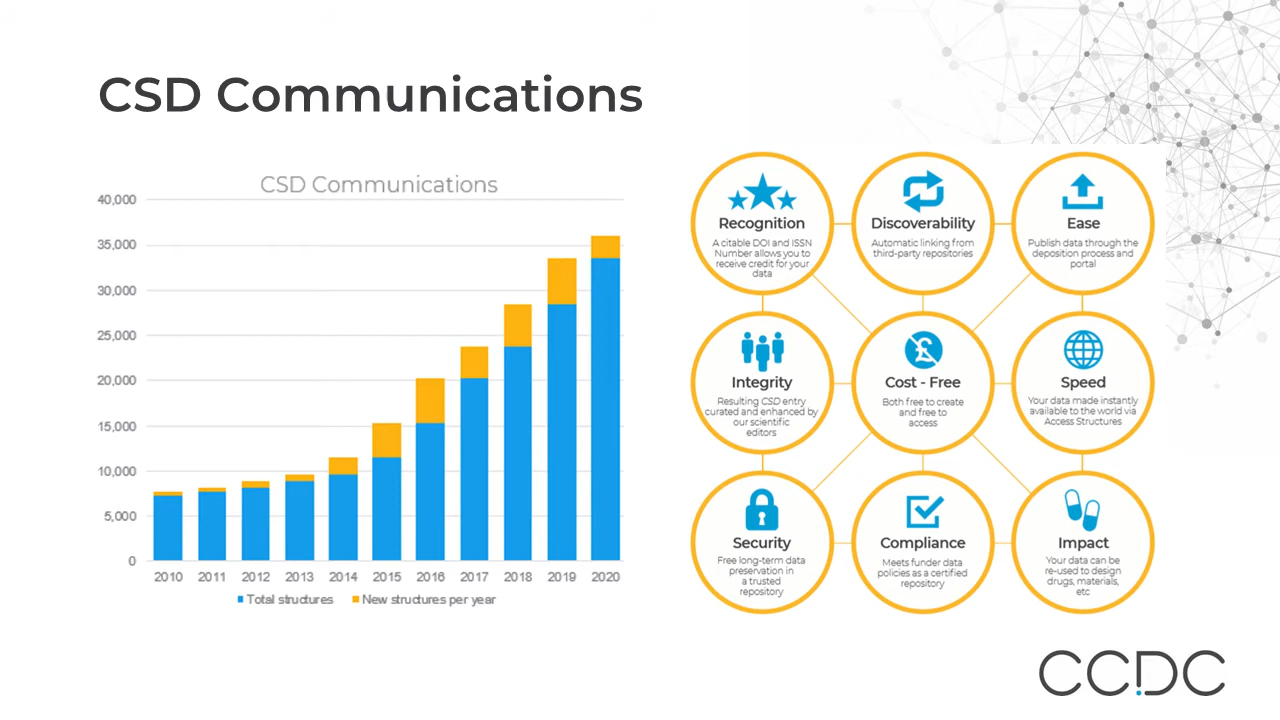 CSD Communications
CSD Communications
40,000
35,000
30,000
25,000
20,000
15,000
10,000
5,000
0
2010 2011 2012 2013 2014 2015 2016 2017 2018 2019 2020
Total structures New structures per year
Recognition
A citable DOI and ISSN
Number allows you to
receive credit for your
data
Discoverability
Automatic linking from
third-party repositories
Ease
Publish data through the
deposition process and
portal
Integrity
Resulting CSD entry
curated and enhanced by
our scientific
editors
£
Cost - Free
Both free to create
and free to
access
Speed
Your data made instantly
available to the world via
Access Structures
Security
Free long-term data
preservation in
a trusted
repository
Compliance
Meets funder data
policies as a certified
repository
Impact
Your data can be
re-used to design
drugs, materials,
etc
CCDC